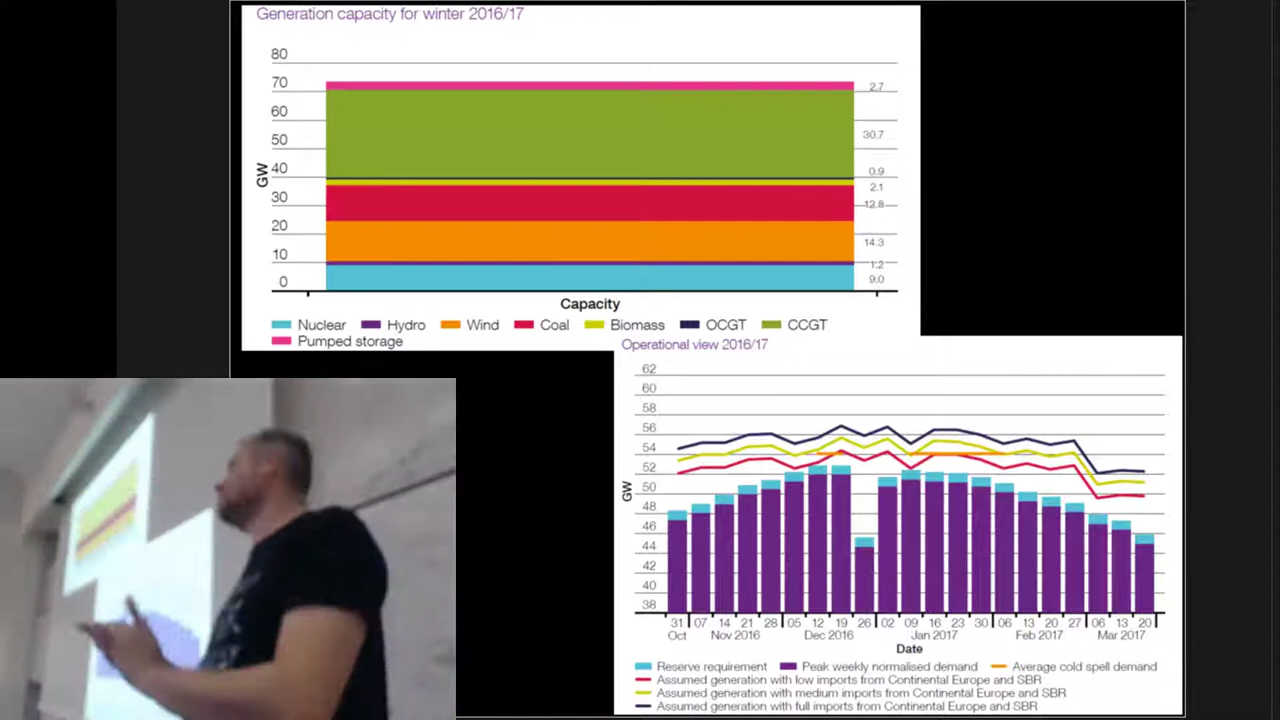 Generation capacity for winter 2016/17
80
70
60
50
40
30
20
10
0
GW
2.7
30.7
0.9
2.1
12.8
14.3
1.2
9.0
Capacity
Nuclear Hydro Wind Coal Biomass OCGT CCGT
Pumped storage
Operational view 2016/17
62
60
58
56
54
52
50
48
46
44
42
40
38
GW
31 07 14 21 28 05 12 19 26 02 09 16 23 30 06 13 20 27 06 13 20
Oct Nov 2016 Dec 2016 Jan 2017 Feb 2017 Mar 2017
Date
Reserve requirement Peak weekly normalised demand Average cold spell demand
Assumed generation with low imports from Continental Europe and SBR
Assumed generation with medium imports from Continental Europe and SBR
Assumed generation with full imports from Continental Europe and SBR